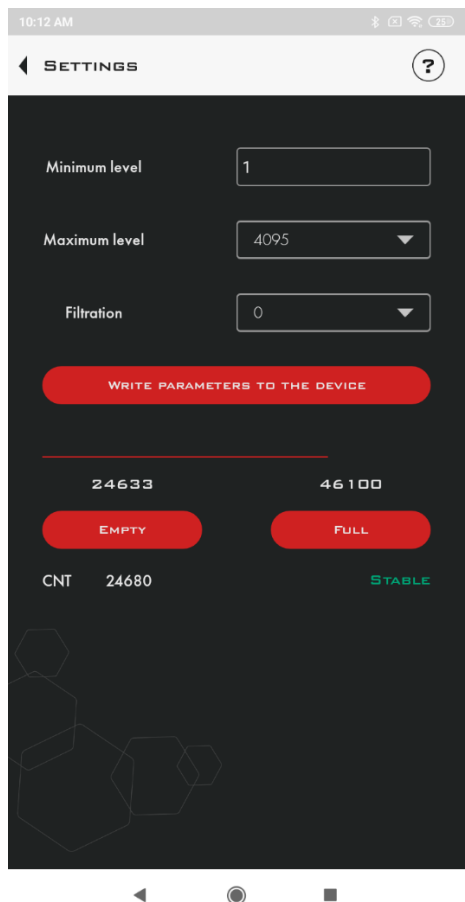 10:12 AM 25
SETTINGS ?
Minimum level 1
Maximum level 4095
Filtration 0
WRITE PARAMETERS TO THE DEVICE
24633 46100
EMPTY FULL
CNT 24680 STABLE